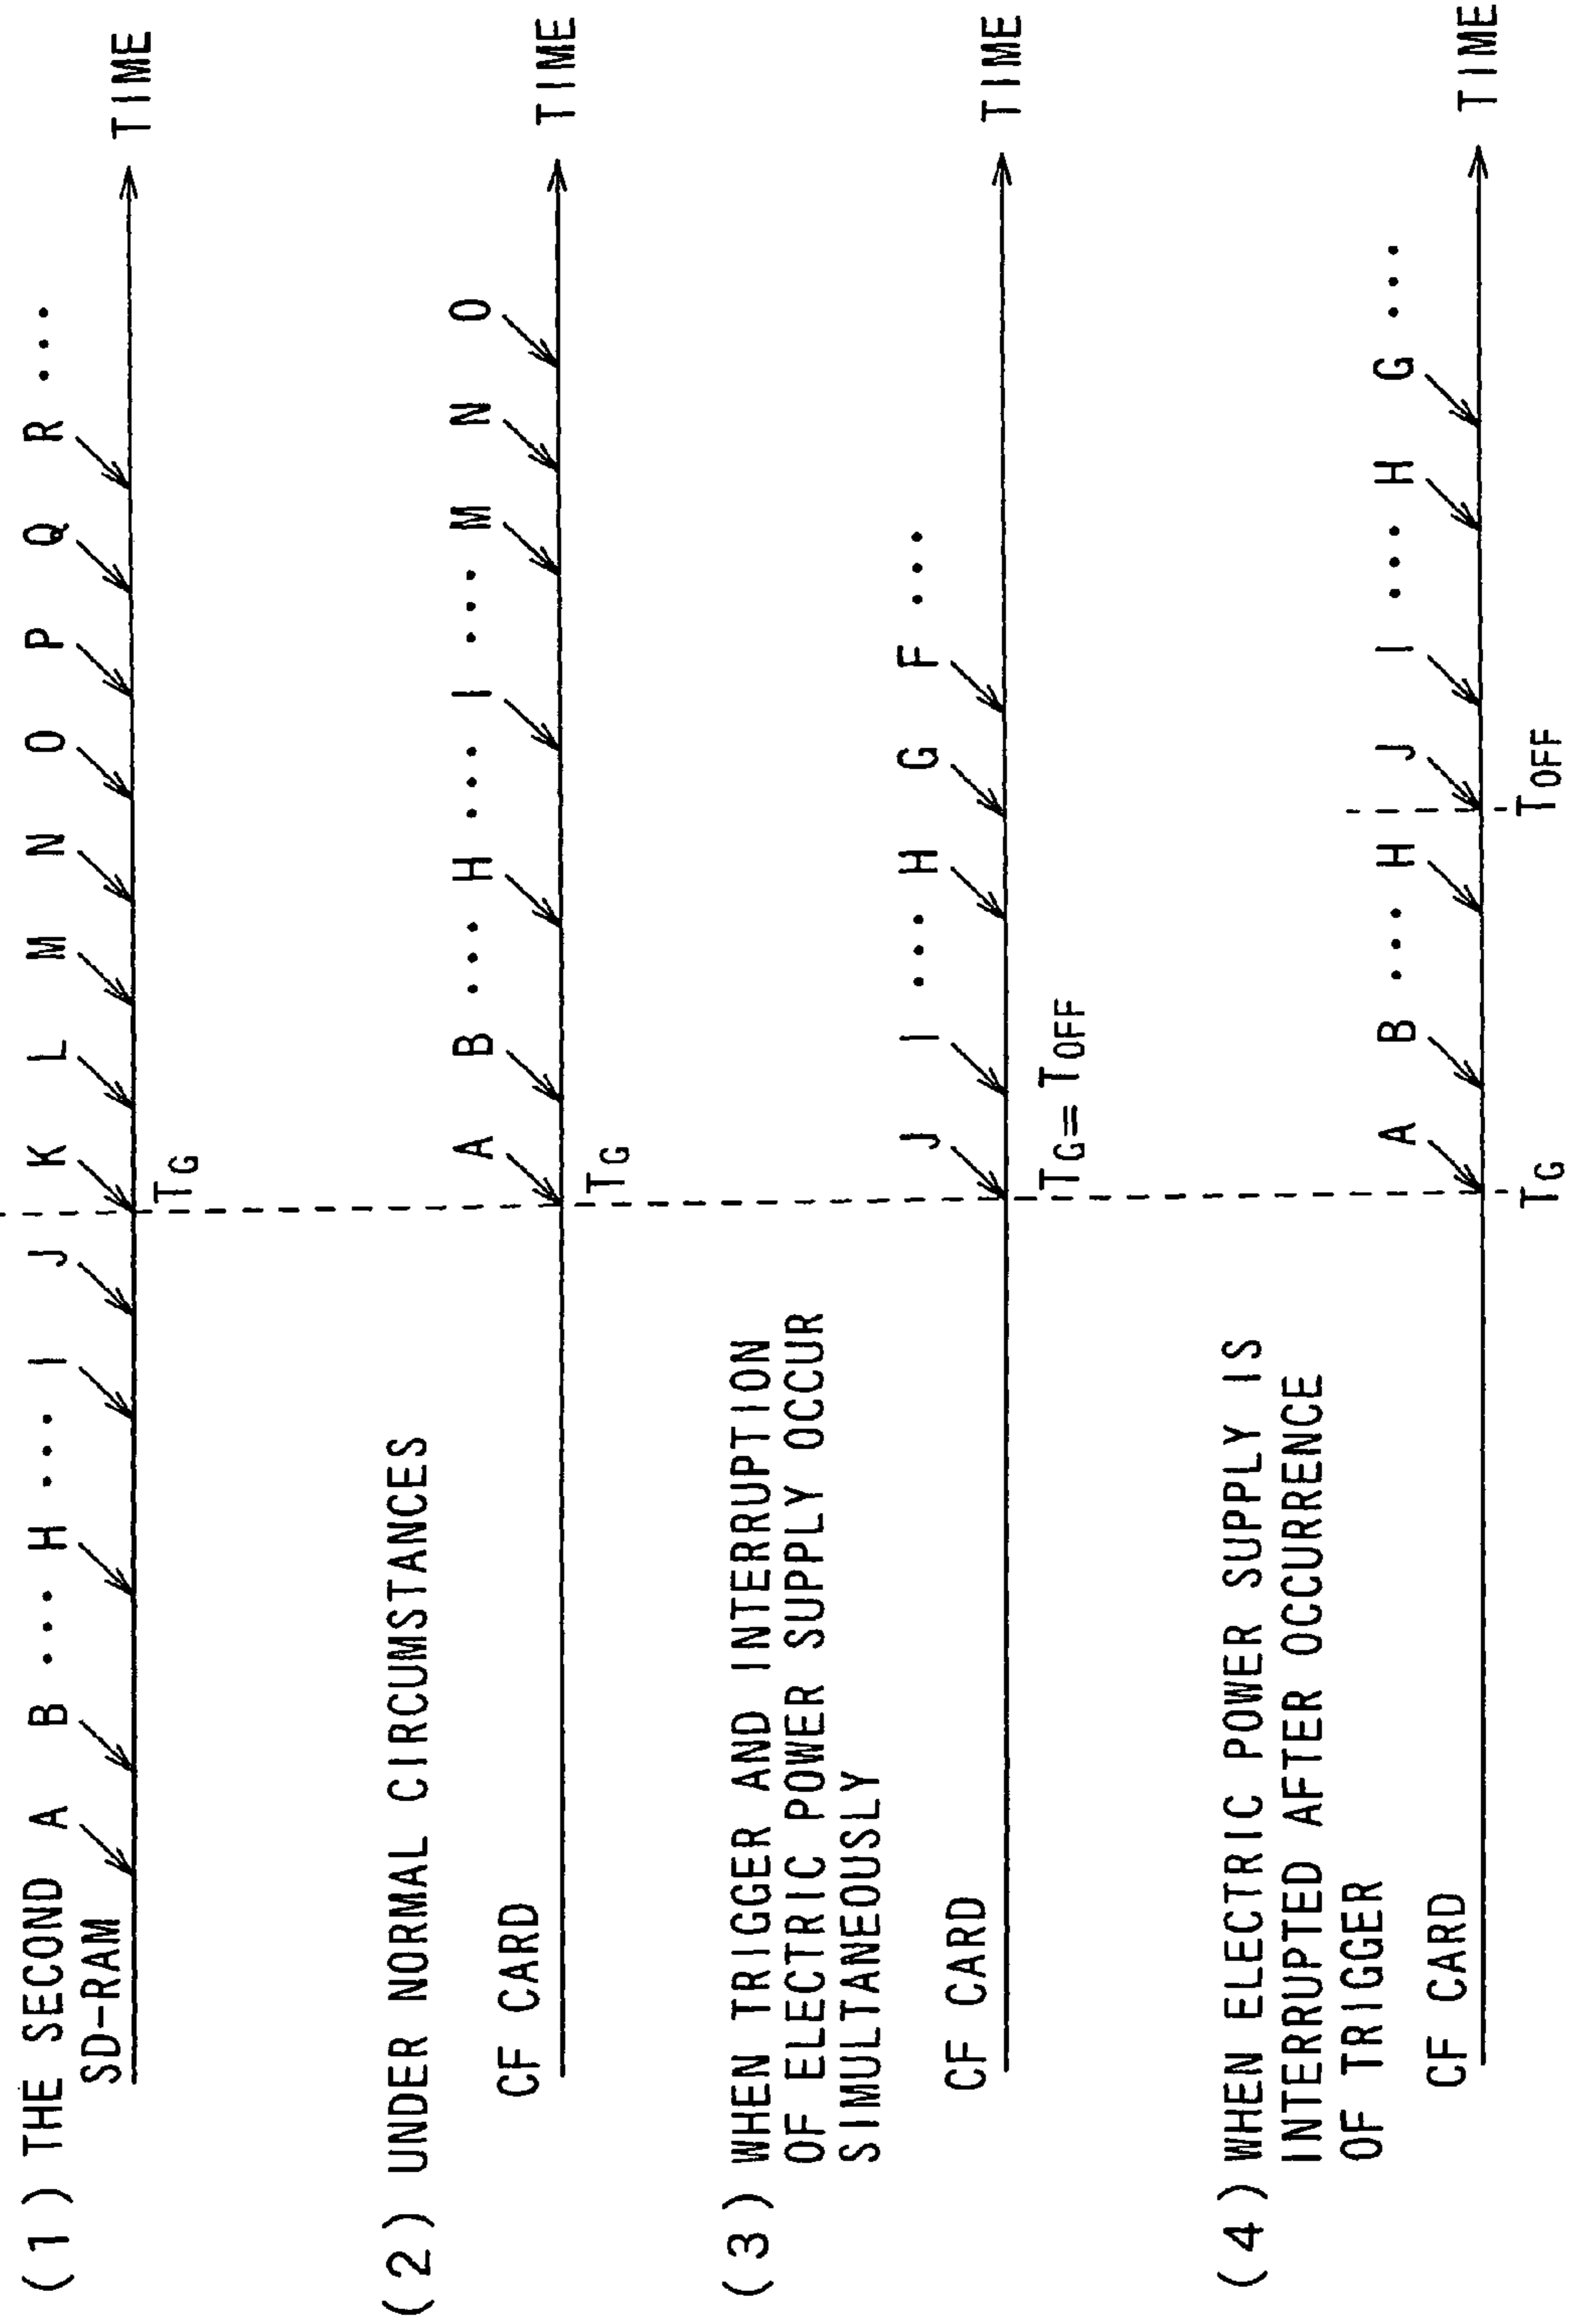 (1) THE SECOND SD-RAM
A B ... H ... I J K L M N O P Q R ...
TIME
TG
(2) UNDER NORMAL CIRCUMSTANCES
CF CARD
A B ... H ... I ... M N O
TIME
TG
(3) WHEN TRIGGER AND INTERRUPTION
OF ELECTRIC POWER SUPPLY OCCUR
SIMULTANEOUSLY
CF CARD
J I ... H G F ...
TIME
TG= TOFF
(4) WHEN ELECTRIC POWER SUPPLY IS
INTERRUPTED AFTER OCCURRENCE
OF TRIGGER
CF CARD
A B ... H J I ... H G ...
TIME
TG
TOFF